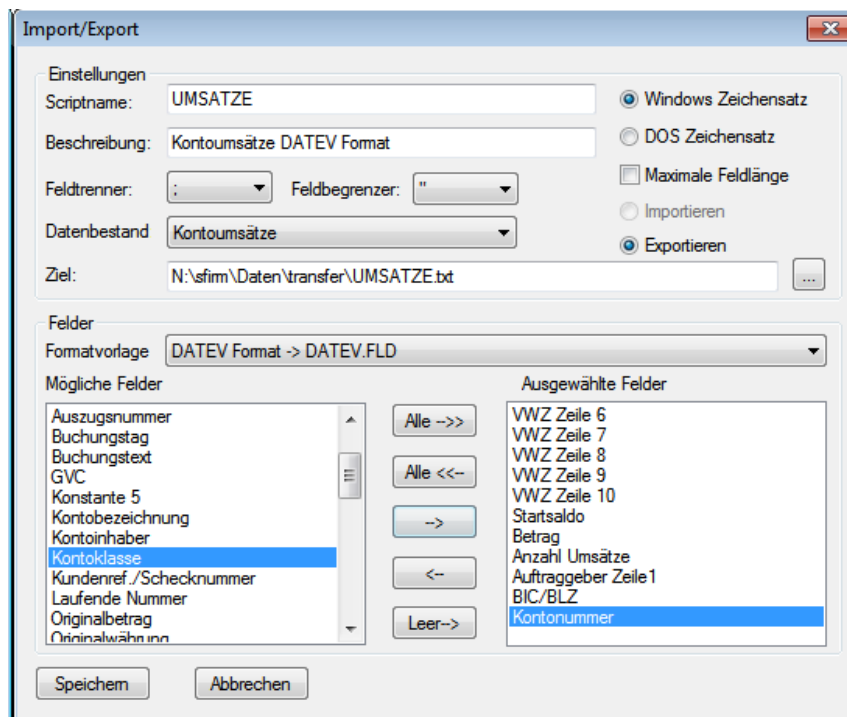 Import/Export
Einstellungen
Scriptname: UMSATZE
Windows Zeichensatz
Beschreibung: Kontoumsätze DATEV Format
DOS Zeichensatz
Feldtrenner: ; Feldbegrenzer: "
Maximale Feldlänge
Importieren
Datenbestand Kontoumsätze
Exportieren
Ziel: N:\sfirm\Daten\transfer\UMSATZE.txt ...
Felder
Formatvorlage DATEV Format -> DATEV.FLD
Mögliche Felder
Auszugsnummer
Buchungstag
Buchungstext
GVC
Konstante 5
Kontobezeichnung
Kontoinhaber
Kontoklasse
Kundenref./Schecknummer
Laufende Nummer
Originalbetrag
Originalwährung
Alle -->>
Alle <<--
-->
<--
Leer-->
Ausgewählte Felder
VWZ Zeile 6
VWZ Zeile 7
VWZ Zeile 8
VWZ Zeile 9
VWZ Zeile 10
Startsaldo
Betrag
Anzahl Umsätze
Auftraggeber Zeile1
BIC/BLZ
Kontonummer
Speichern
Abbrechen